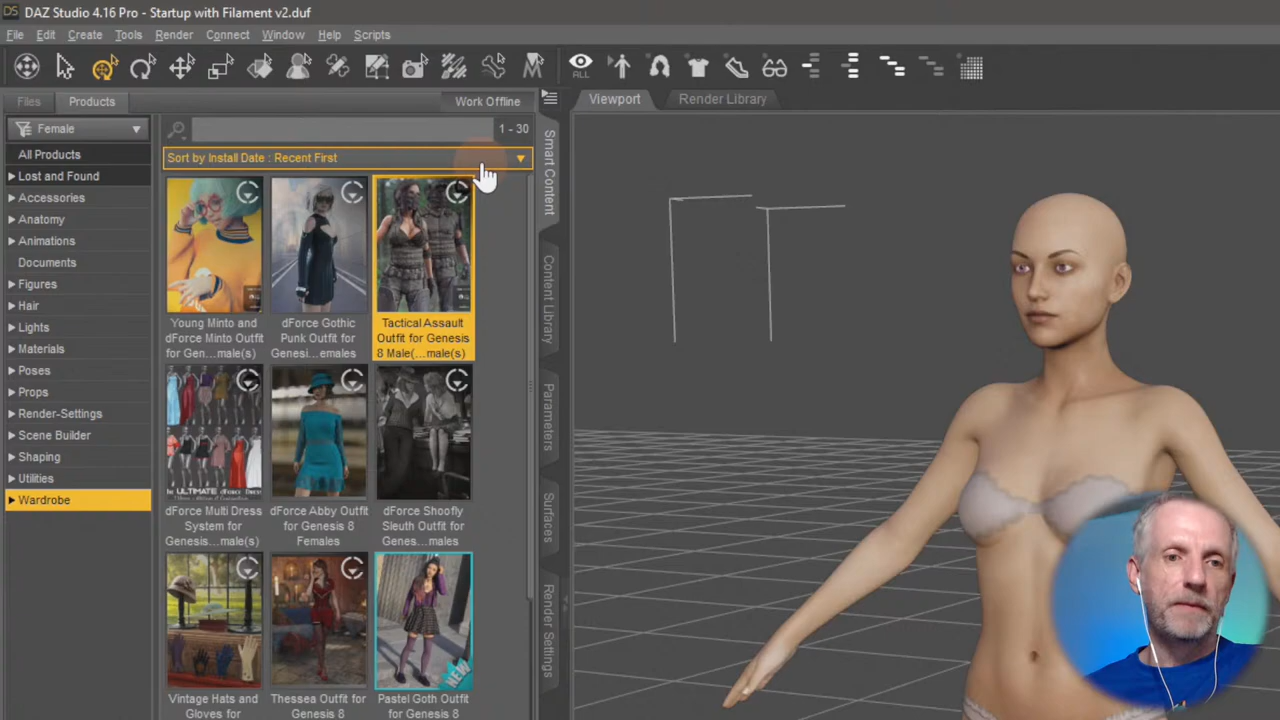 DS DAZ Studio 4.16 Pro - Startup with Filament v2.duf
File Edit Create Tools Render Connect Window Help Scripts
ALL
Files Products Work Offline
Viewport Render Library
Female
1 - 30
Sort by Install Date : Recent First
All Products
Lost and Found
Accessories
Anatomy
Animations
Documents
Figures
Hair
Lights
Materials
Poses
Props
Render-Settings
Scene Builder
Shaping
Utilities
Wardrobe
Young Minto and
dForce Minto Outfit
for Gen...male(s)
dForce Gothic
Punk Outfit for
Genesi...emales
Tactical Assault
Outfit for Genesis
8 Male(...male(s)
ULTIMATE dForce
dForce Multi Dress
System for
Genesis...male(s)
dForce Abby Outfit
for Genesis 8
Females
dForce Shoofly
Sleuth Outfit for
Genes...males
Vintage Hats and
Gloves for
Thessea Outfit for
Genesis 8
NEW
Pastel Goth Outfit
for Genesis 8
Smart Content
Content Library
Parameters
Surfaces
Render Settings